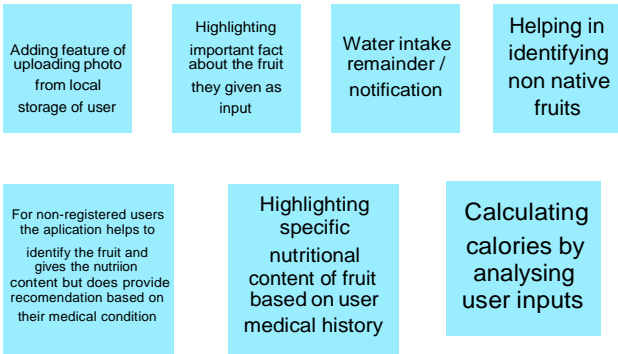 Adding feature of
uploading photo
from local
storage of user
Highlighting
important fact
about the fruit
they given as
input
Water intake
remainder /
notification
Helping in
identifying
non native
fruits
For non-registered users
the aplication helps to
identify the fruit and
gives the nutriion
content but does provide
recomendation based on
their medical condition
Highlighting
specific
nutritional
content of fruit
based on user
medical history
Calculating
calories by
analysing
user inputs